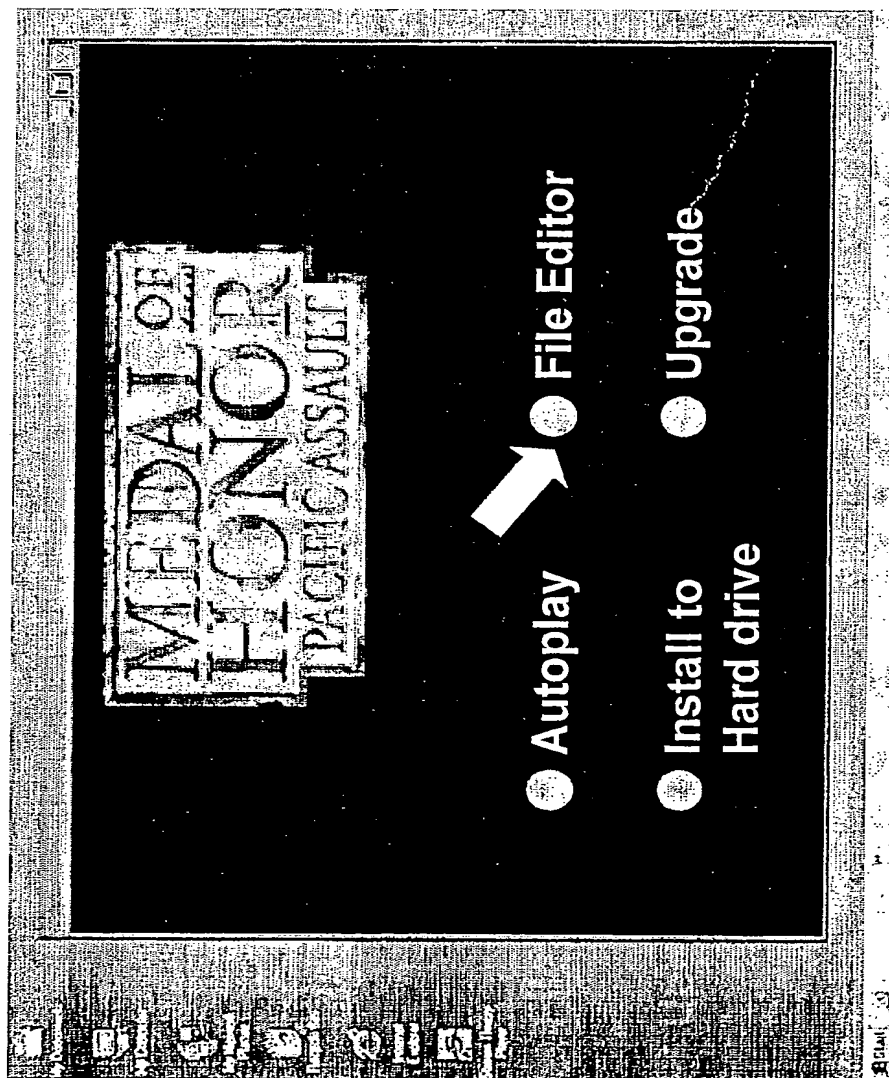 MEDAL OF
HONOR
PACIFIC ASSAULT
Autoplay
File Editor
Install to
Hard drive
Upgrade